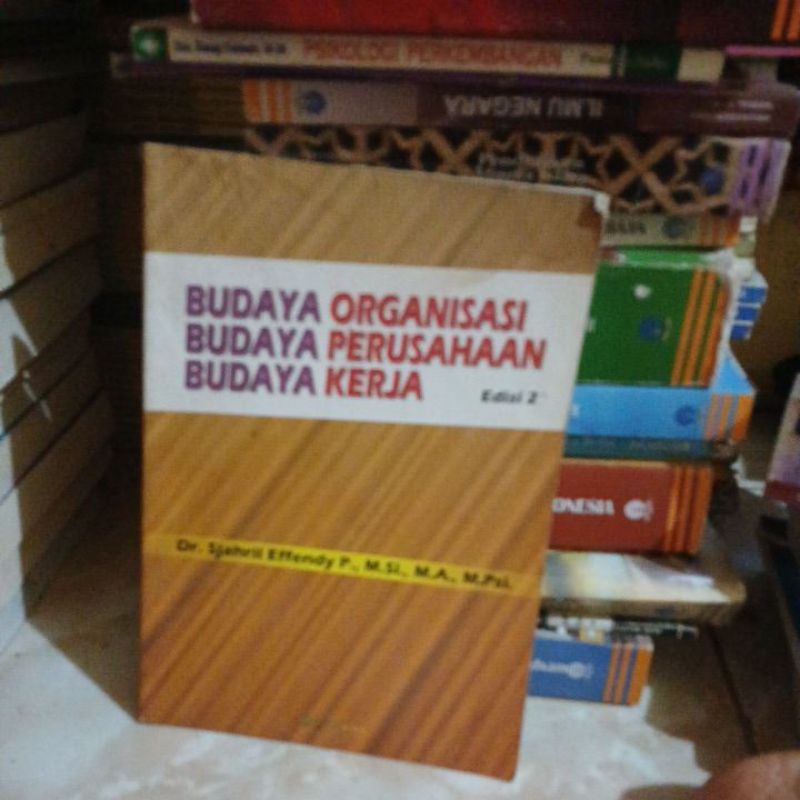 PSIKOLOGI PERKEMBANGAN
ILMU NEGARA
BUDAYA ORGANISASI
BUDAYA PERUSAHAAN
BUDAYA KERJA
Edisi 2
Dr. Sjahril Effendy P., M.Si., M.A., M.Psi.